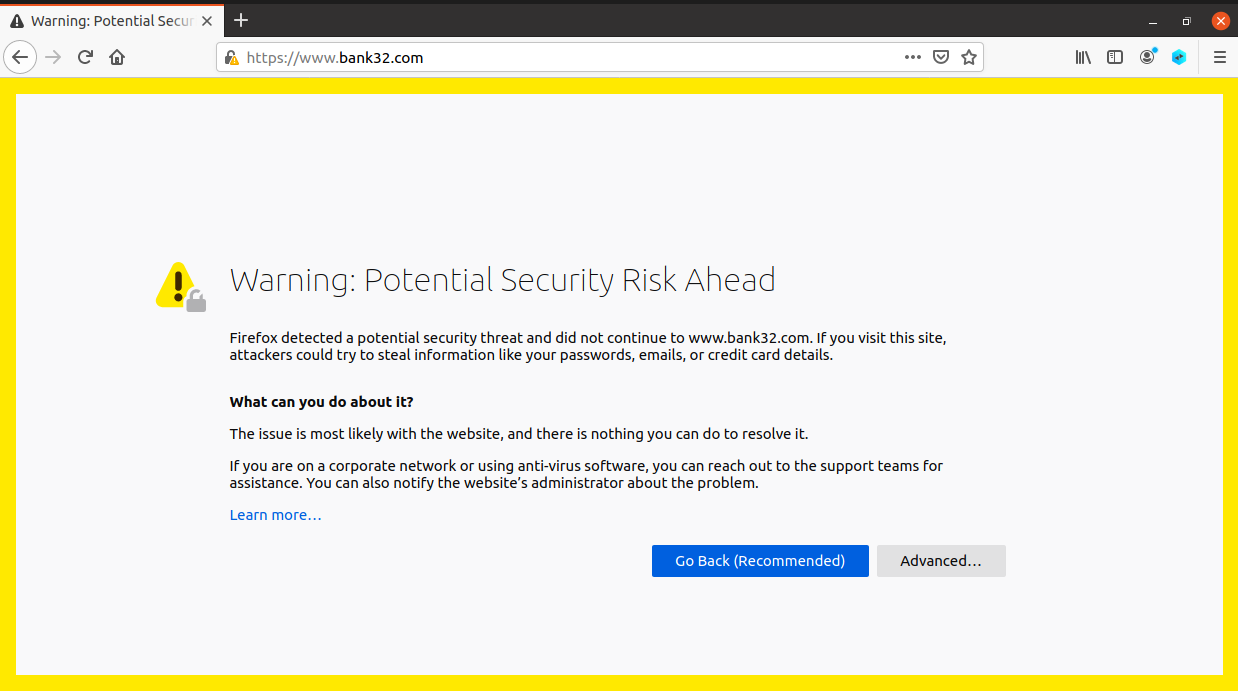 Warning: Potential Secur
https://www.bank32.com
Warning: Potential Security Risk Ahead
Firefox detected a potential security threat and did not continue to www.bank32.com. If you visit this site,
attackers could try to steal information like your passwords, emails, or credit card details.
What can you do about it?
The issue is most likely with the website, and there is nothing you can do to resolve it.
If you are on a corporate network or using anti-virus software, you can reach out to the support teams for
assistance. You can also notify the website’s administrator about the problem.
Learn more…
Go Back (Recommended) Advanced…